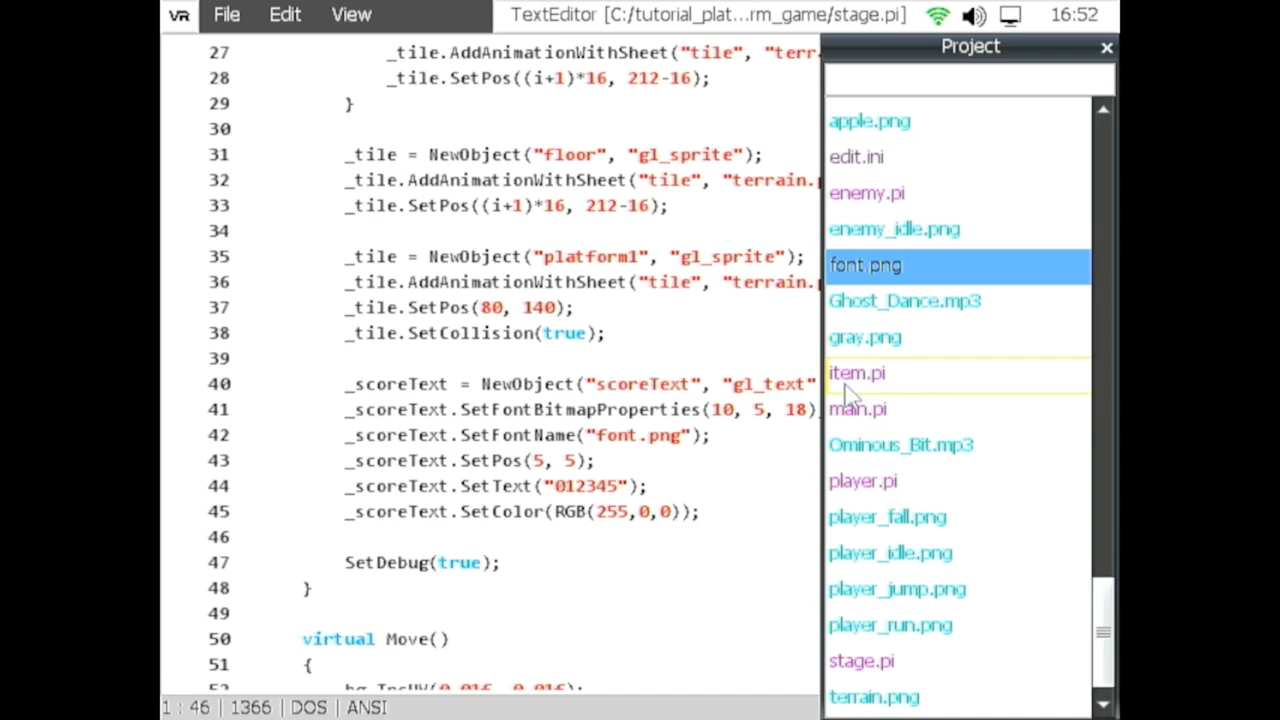 VR File Edit View TextEditor [C:/tutorial_plat...rm_game/stage.pi] 16:52
27 _tile.AddAnimationWithSheet("tile", "terr
28 _tile.SetPos((i+1)*16, 212-16);
29 }
30
31 _tile = NewObject("floor", "gl_sprite");
32 _tile.AddAnimationWithSheet("tile", "terrain.p
33 _tile.SetPos((i+1)*16, 212-16);
34
35 _tile = NewObject("platform1", "gl_sprite");
36 _tile.AddAnimationWithSheet("tile", "terrain.p
37 _tile.SetPos(80, 140);
38 _tile.SetCollision(true);
39
40 _scoreText = NewObject("scoreText", "gl_text"
41 _scoreText.SetFontBitmapProperties(10, 5, 18)
42 _scoreText.SetFontName("font.png");
43 _scoreText.SetPos(5, 5);
44 _scoreText.SetText("012345");
45 _scoreText.SetColor(RGB(255,0,0));
46
47 SetDebug(true);
48 }
49
50 virtual Move()
51 {
1 : 46 | 1366 | DOS | ANSI
Project
apple.png
edit.ini
enemy.pi
enemy_idle.png
font.png
Ghost_Dance.mp3
gray.png
item.pi
main.pi
Ominous_Bit.mp3
player.pi
player_fall.png
player_idle.png
player_jump.png
player_run.png
stage.pi
terrain.png